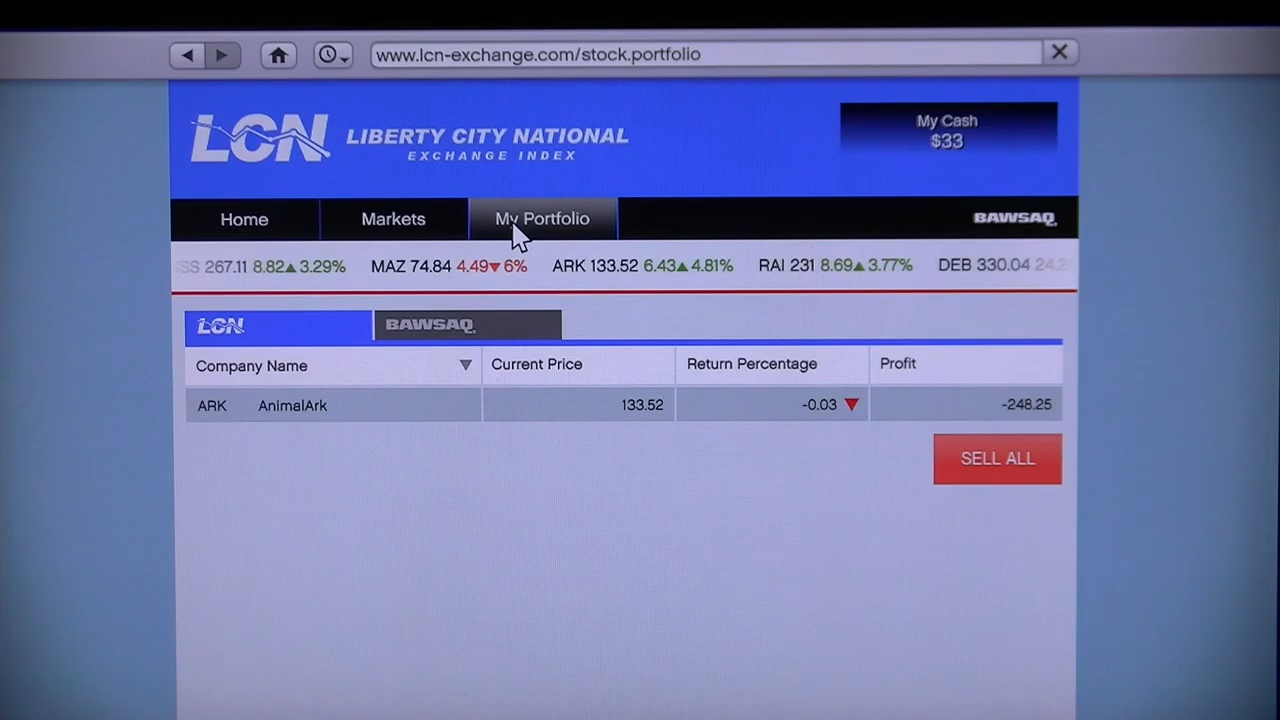 www.lcn-exchange.com/stock.portfolio
LCN LIBERTY CITY NATIONAL
EXCHANGE INDEX
My Cash
$33
Home Markets My Portfolio BAWSAQ
SS 267.11 8.82▲3.29% MAZ 74.84 4.49▼6% ARK 133.52 6.43▲4.81% RAI 231 8.69▲3.77% DEB 330.04 24.2
LCN BAWSAQ
Company Name ▼ Current Price Return Percentage Profit
ARK AnimalArk 133.52 -0.03 ▼ -248.25
SELL ALL